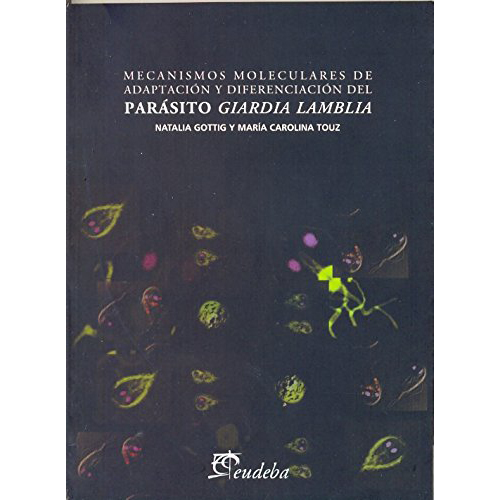 MECANISMOS MOLECULARES DE
ADAPTACIÓN Y DIFERENCIACIÓN DEL
PARÁSITO GIARDIA LAMBLIA
NATALIA GOTTIG Y MARÍA CAROLINA TOUZ
eudeba